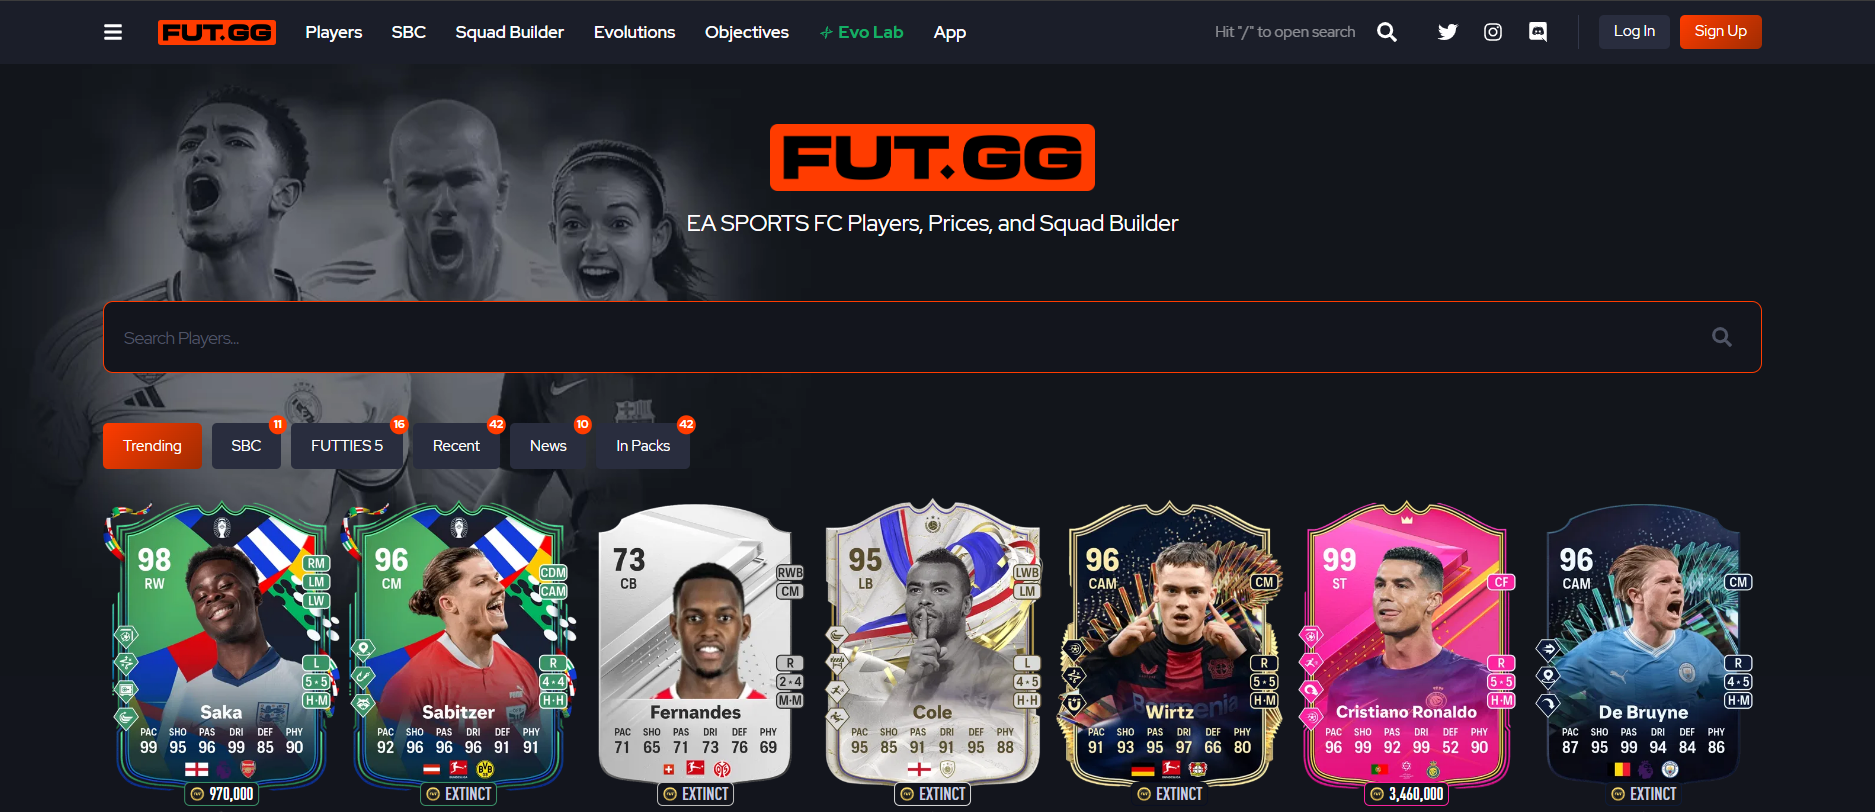 FUT.GG Players SBC Squad Builder Evolutions Objectives Evo Lab App Hit "/" to open search Log In Sign Up
FUT.GG
EA SPORTS FC Players, Prices, and Squad Builder
Search Players...
Trending SBC 11 FUTTIES 5 16 Recent 42 News 10 In Packs 42
98
RW
RM
LM
LW
L
5★5
H·M
Saka
PAC SHO PAS DRI DEF PHY
99 95 96 99 85 90
970,000
96
CM
CDM
CAM
R
4★4
H·H
Sabitzer
PAC SHO PAS DRI DEF PHY
92 96 96 96 91 91
EXTINCT
73
CB
RWB
CM
R
2★4
M·M
Fernandes
PAC SHO PAS DRI DEF PHY
71 65 71 73 76 69
EXTINCT
95
LB
LWB
LM
L
4★5
H·H
Cole
PAC SHO PAS DRI DEF PHY
95 85 91 91 95 88
EXTINCT
96
CAM
CM
R
5★5
H·M
Wirtz
PAC SHO PAS DRI DEF PHY
91 93 95 97 66 80
EXTINCT
99
ST
CF
R
5★5
H·M
Cristiano Ronaldo
PAC SHO PAS DRI DEF PHY
96 99 92 99 52 90
3,460,000
96
CAM
CM
R
4★5
H·M
De Bruyne
PAC SHO PAS DRI DEF PHY
87 95 99 94 84 86
EXTINCT